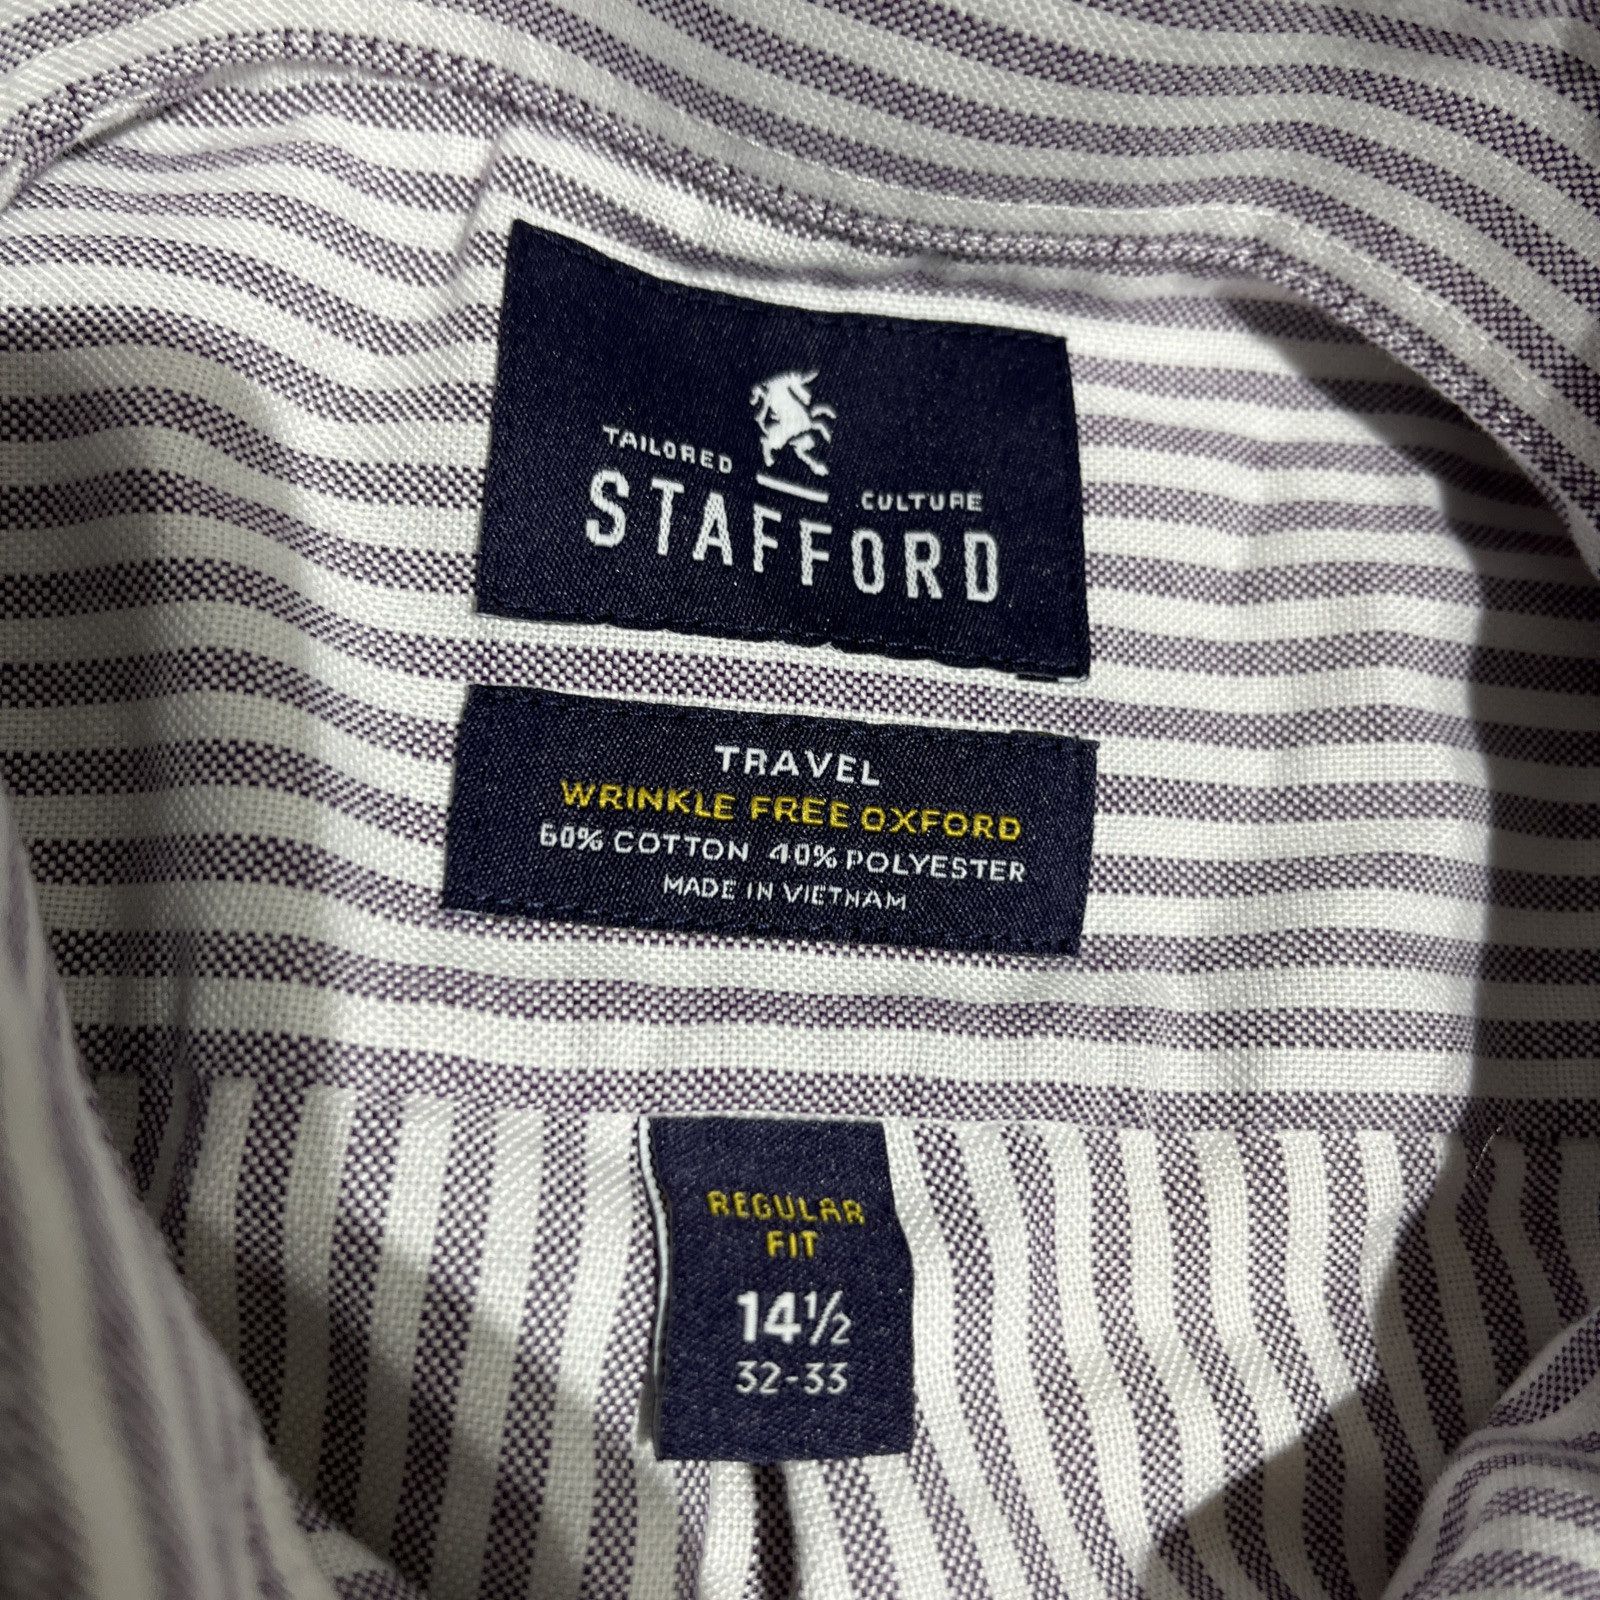 TAILORED CULTURE
STAFFORD
TRAVEL
WRINKLE FREE OXFORD
60% COTTON 40% POLYESTER
MADE IN VIETNAM
REGULAR
FIT
14½
32-33